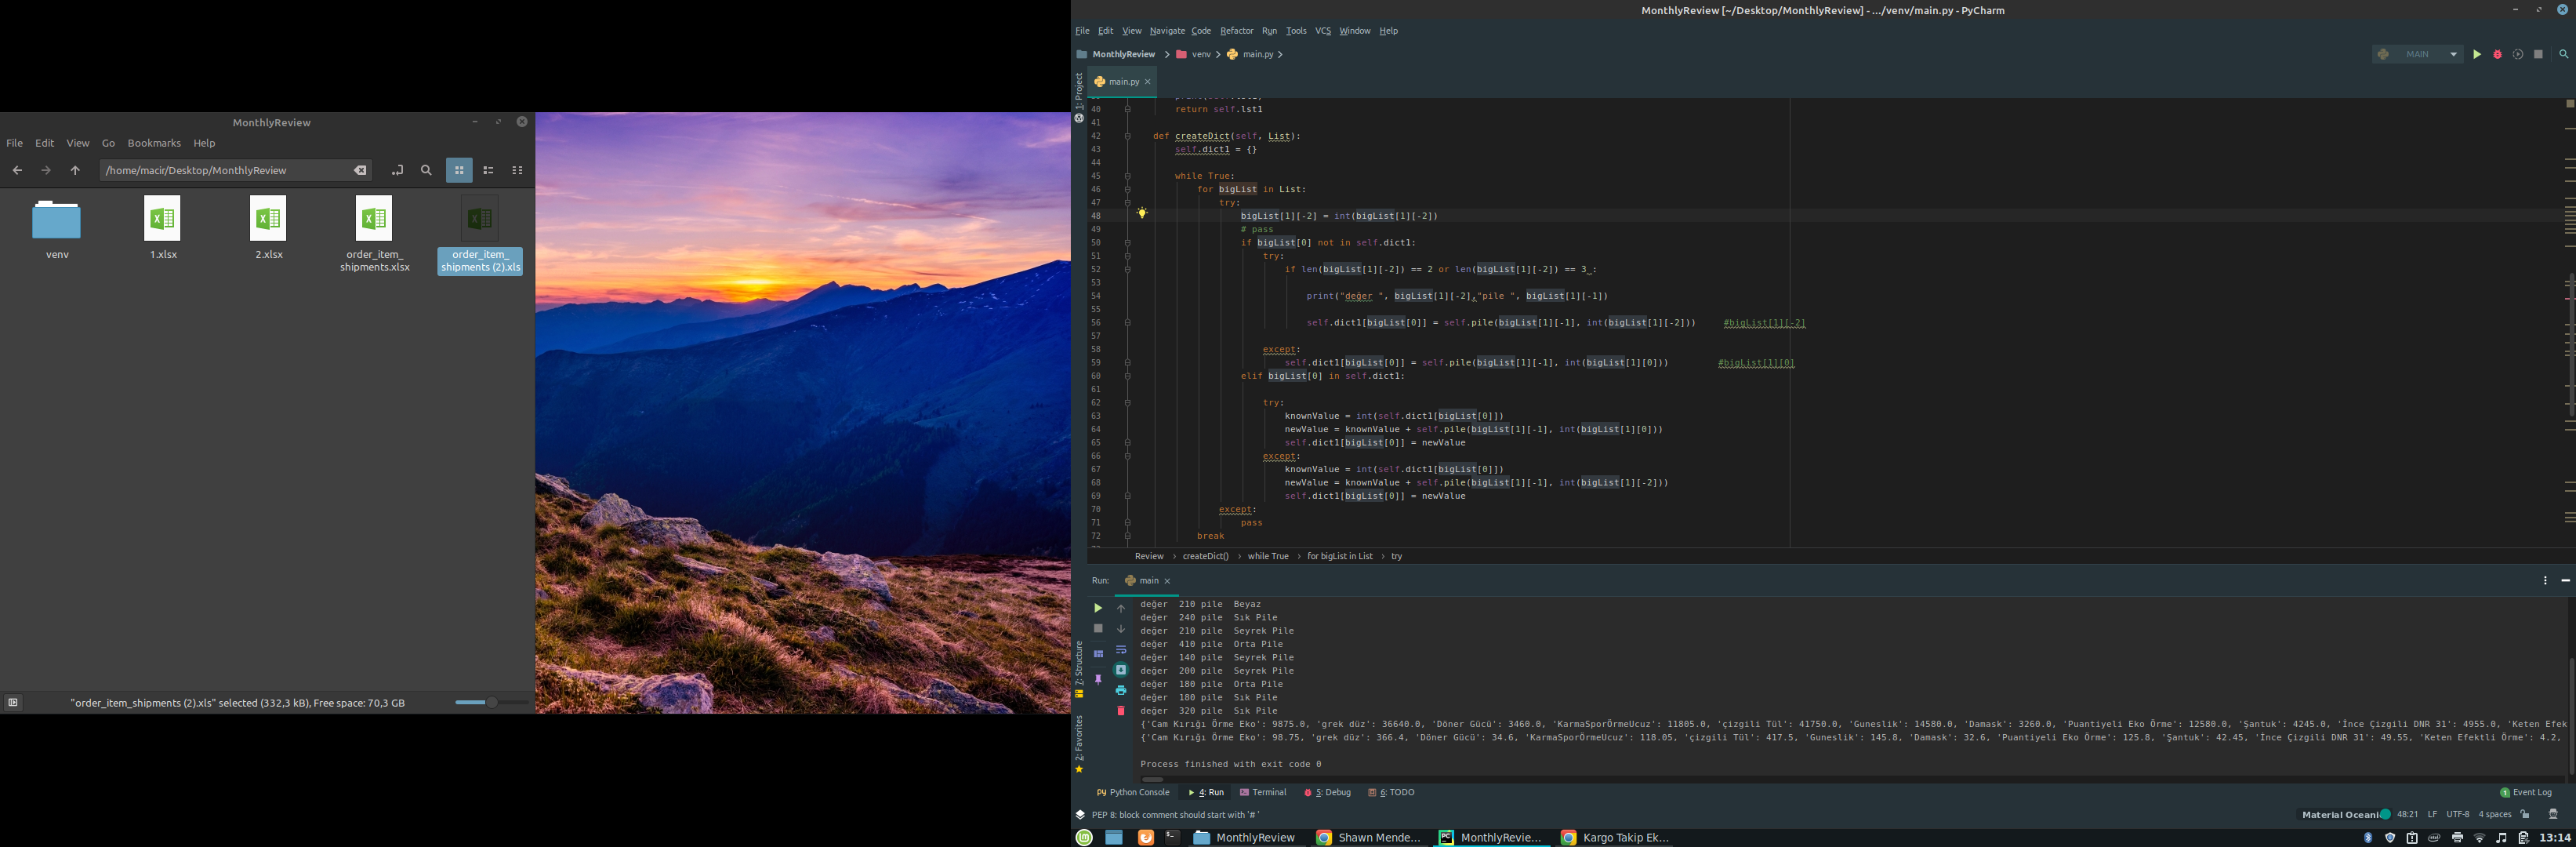 MonthlyReview
File Edit View Go Bookmarks Help
/home/macir/Desktop/MonthlyReview
venv
1.xlsx
2.xlsx
order_item_
shipments.xlsx
order_item_
shipments (2).xls
"order_item_shipments (2).xls" selected (332,3 kB), Free space: 70,3 GB
MonthlyReview [~/Desktop/MonthlyReview] - .../venv/main.py - PyCharm
File Edit View Navigate Code Refactor Run Tools VCS Window Help
MonthlyReview venv main.py
MAIN
1: Project
main.py
40 return self.lst1
41
42 def createDict(self, List):
43 self.dict1 = {}
44
45 while True:
46 for bigList in List:
47 try:
48 bigList[1][-2] = int(bigList[1][-2])
49 # pass
50 if bigList[0] not in self.dict1:
51 try:
52 if len(bigList[1][-2]) == 2 or len(bigList[1][-2]) == 3 :
53
54 print("değer ", bigList[1][-2],"pile ", bigList[1][-1])
55
56 self.dict1[bigList[0]] = self.pile(bigList[1][-1], int(bigList[1][-2])) #bigList[1][-2]
57
58 except:
59 self.dict1[bigList[0]] = self.pile(bigList[1][-1], int(bigList[1][0])) #bigList[1][0]
60 elif bigList[0] in self.dict1:
61
62 try:
63 knownValue = int(self.dict1[bigList[0]])
64 newValue = knownValue + self.pile(bigList[1][-1], int(bigList[1][0]))
65 self.dict1[bigList[0]] = newValue
66 except:
67 knownValue = int(self.dict1[bigList[0]])
68 newValue = knownValue + self.pile(bigList[1][-1], int(bigList[1][-2]))
69 self.dict1[bigList[0]] = newValue
70 except:
71 pass
72 break
Review createDict() while True for bigList in List try
Run: main
7: Structure
2: Favorites
değer 210 pile Beyaz
değer 240 pile Sık Pile
değer 210 pile Seyrek Pile
değer 410 pile Orta Pile
değer 140 pile Seyrek Pile
değer 200 pile Seyrek Pile
değer 180 pile Orta Pile
değer 180 pile Sık Pile
değer 320 pile Sık Pile
{'Cam Kırığı Örme Eko': 9875.0, 'grek düz': 36640.0, 'Döner Gücü': 3460.0, 'KarmaSporÖrmeUcuz': 11805.0, 'çizgili Tül': 41750.0, 'Guneslik': 14580.0, 'Damask': 3260.0, 'Puantiyeli Eko Örme': 12580.0, 'Şantuk': 4245.0, 'İnce Çizgili DNR 31': 4955.0, 'Keten Efek
{'Cam Kırığı Örme Eko': 98.75, 'grek düz': 366.4, 'Döner Gücü': 34.6, 'KarmaSporÖrmeUcuz': 118.05, 'çizgili Tül': 417.5, 'Guneslik': 145.8, 'Damask': 32.6, 'Puantiyeli Eko Örme': 125.8, 'Şantuk': 42.45, 'İnce Çizgili DNR 31': 49.55, 'Keten Efektli Örme': 4.2,
Process finished with exit code 0
Python Console 4: Run Terminal 5: Debug 6: TODO
1 Event Log
PEP 8: block comment should start with '# '
Material Oceani 48:21 LF UTF-8 4 spaces
MonthlyReview Shawn Mende... MonthlyRevie... Kargo Takip Ek...
13:14